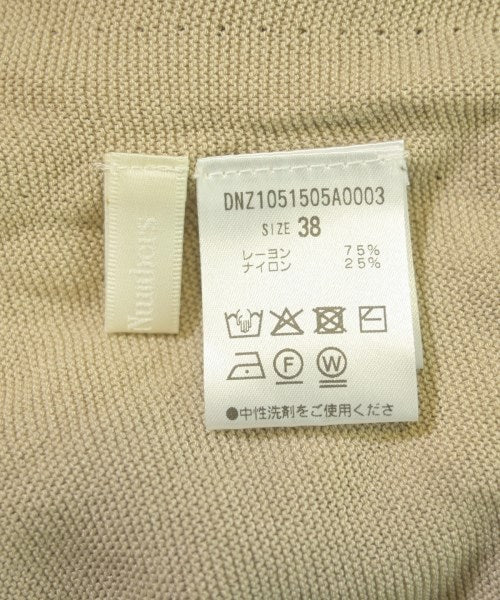 Numbers
DNZ1051505A0003
SIZE 38
レーヨン 75%
ナイロン 25%
F W
●中性洗剤をご使用くださ